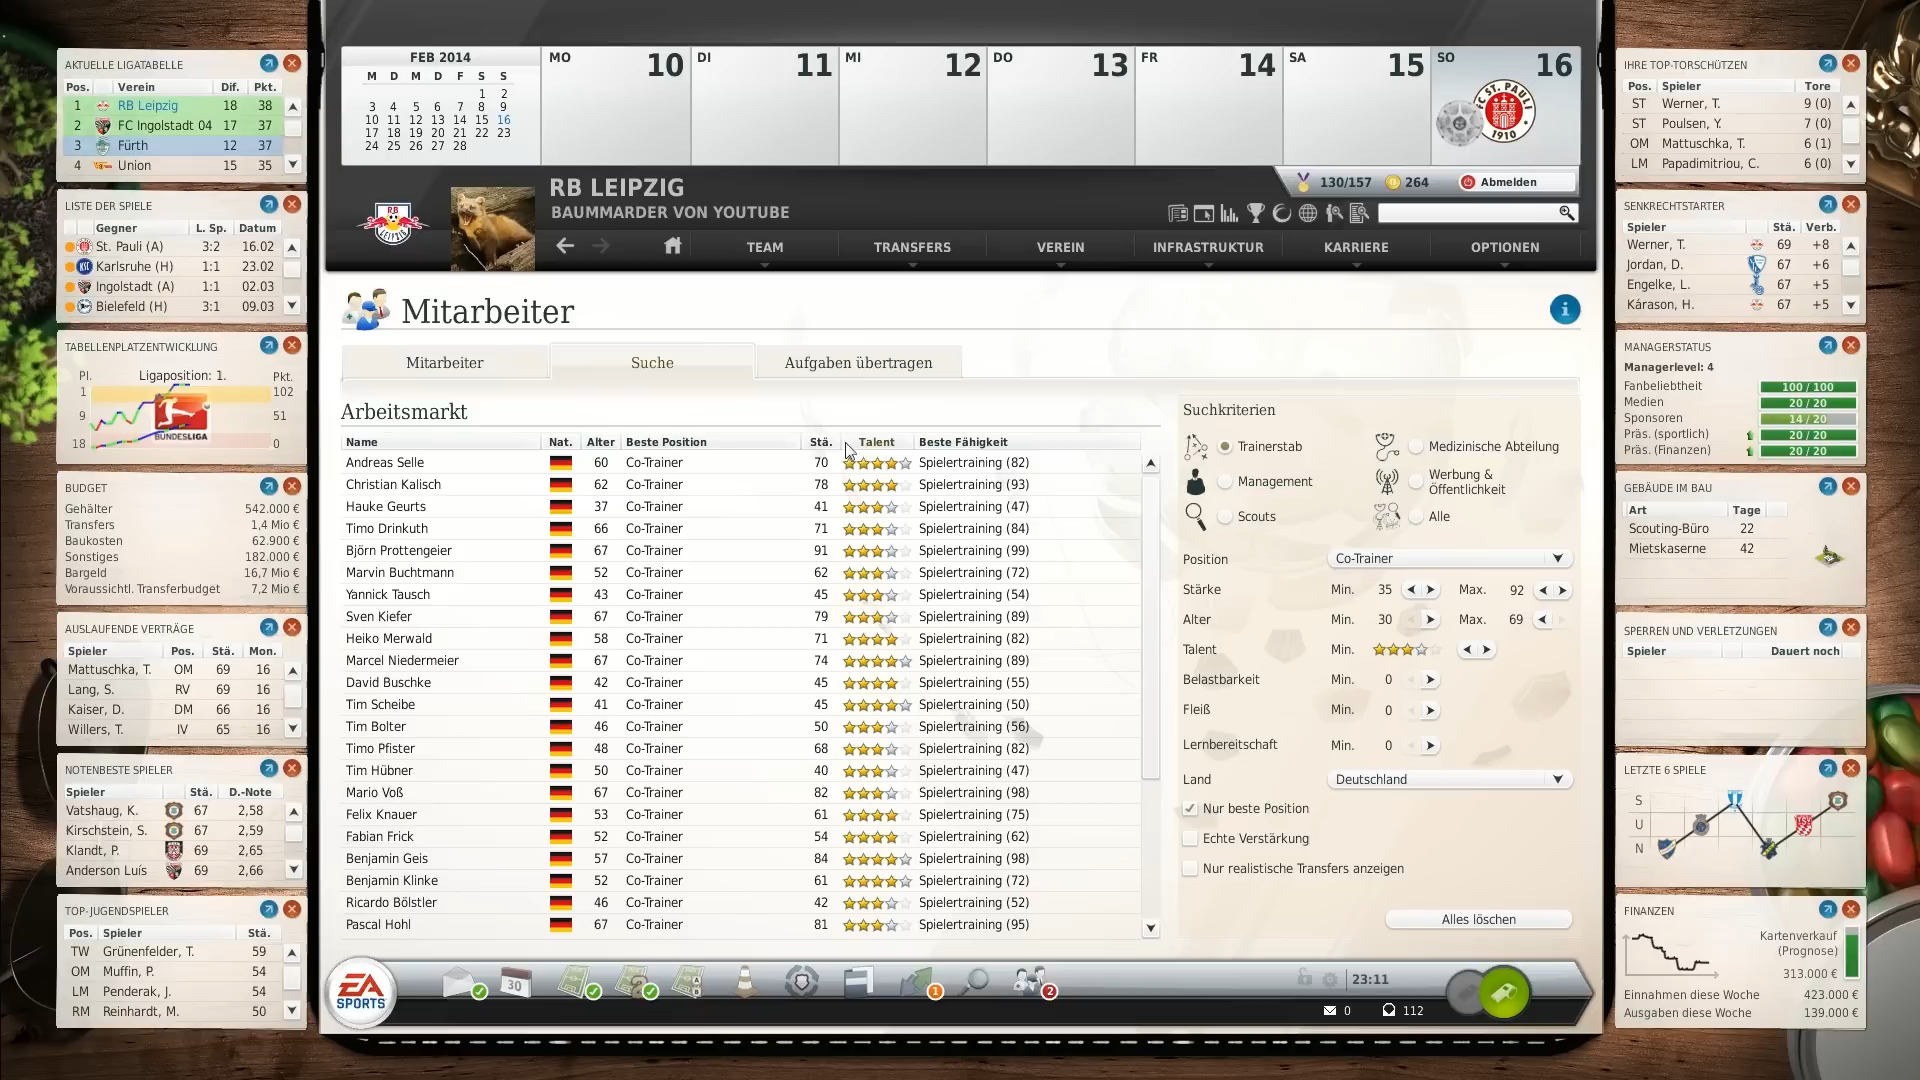 AKTUELLE LIGATABELLE
Pos. Verein Dif. Pkt.
1 RB Leipzig 18 38
2 FC Ingolstadt 04 17 37
3 Fürth 12 37
4 Union 15 35
LISTE DER SPIELE
Gegner L. Sp. Datum
St. Pauli (A) 3:2 16.02
Karlsruhe (H) 1:1 23.02
Ingolstadt (A) 1:1 02.03
Bielefeld (H) 3:1 09.03
TABELLENPLATZENTWICKLUNG
Pl. Ligaposition: 1. Pkt.
1 102
9 51
18 0
BUNDESLIGA
BUDGET
Gehälter 542.000 €
Transfers 1,4 Mio €
Baukosten 62.900 €
Sonstiges 182.000 €
Bargeld 16,7 Mio €
Voraussichtl. Transferbudget 7,2 Mio €
AUSLAUFENDE VERTRÄGE
Spieler Pos. Stä. Mon.
Mattuschka, T. OM 69 16
Lang, S. RV 69 16
Kaiser, D. DM 66 16
Willers, T. IV 65 16
NOTENBESTE SPIELER
Spieler Stä. D.-Note
Vatshaug, K. 67 2,58
Kirschstein, S. 67 2,59
Klandt, P. 69 2,65
Anderson Luís 69 2,66
TOP-JUGENDSPIELER
Pos. Spieler Stä.
TW Grünenfelder, T. 59
OM Muffin, P. 54
LM Penderak, J. 54
RM Reinhardt, M. 50
FEB 2014
M D M D F S S
1 2
3 4 5 6 7 8 9
10 11 12 13 14 15 16
17 18 19 20 21 22 23
24 25 26 27 28
MO 10 DI 11 MI 12 DO 13 FR 14 SA 15 SO 16
FC ST. PAULI
1910
130/157 264 Abmelden
RB LEIPZIG
BAUMMARDER VON YOUTUBE
RB
LEIPZIG
TEAM TRANSFERS VEREIN INFRASTRUKTUR KARRIERE OPTIONEN
Mitarbeiter
Mitarbeiter Suche Aufgaben übertragen
Arbeitsmarkt
Name Nat. Alter Beste Position Stä. Talent Beste Fähigkeit
Andreas Selle 60 Co-Trainer 70 Spielertraining (82)
Christian Kalisch 62 Co-Trainer 78 Spielertraining (93)
Hauke Geurts 37 Co-Trainer 41 Spielertraining (47)
Timo Drinkuth 66 Co-Trainer 71 Spielertraining (84)
Björn Prottengeier 67 Co-Trainer 91 Spielertraining (99)
Marvin Buchtmann 52 Co-Trainer 62 Spielertraining (72)
Yannick Tausch 43 Co-Trainer 45 Spielertraining (54)
Sven Kiefer 67 Co-Trainer 79 Spielertraining (89)
Heiko Merwald 58 Co-Trainer 71 Spielertraining (82)
Marcel Niedermeier 67 Co-Trainer 74 Spielertraining (89)
David Buschke 42 Co-Trainer 45 Spielertraining (55)
Tim Scheibe 41 Co-Trainer 45 Spielertraining (50)
Tim Bolter 46 Co-Trainer 50 Spielertraining (56)
Timo Pfister 48 Co-Trainer 68 Spielertraining (82)
Tim Hübner 50 Co-Trainer 40 Spielertraining (47)
Mario Voß 67 Co-Trainer 82 Spielertraining (98)
Felix Knauer 53 Co-Trainer 61 Spielertraining (75)
Fabian Frick 52 Co-Trainer 54 Spielertraining (62)
Benjamin Geis 57 Co-Trainer 84 Spielertraining (98)
Benjamin Klinke 52 Co-Trainer 61 Spielertraining (72)
Ricardo Bölstler 46 Co-Trainer 42 Spielertraining (52)
Pascal Hohl 67 Co-Trainer 81 Spielertraining (95)
Suchkriterien
Trainerstab Medizinische Abteilung
Management Werbung &
Öffentlichkeit
Scouts Alle
Position Co-Trainer
Stärke Min. 35 Max. 92
Alter Min. 30 Max. 69
Talent Min.
Belastbarkeit Min. 0
Fleiß Min. 0
Lernbereitschaft Min. 0
Land Deutschland
Nur beste Position
Echte Verstärkung
Nur realistische Transfers anzeigen
Alles löschen
EA
SPORTS
30
1
2
23:11
0 112
IHRE TOP-TORSCHÜTZEN
Pos. Spieler Tore
ST Werner, T. 9 (0)
ST Poulsen, Y. 7 (0)
OM Mattuschka, T. 6 (1)
LM Papadimitriou, C. 6 (0)
SENKRECHTSTARTER
Spieler Stä. Verb.
Werner, T. 69 +8
Jordan, D. 67 +6
Engelke, L. 67 +5
Kárason, H. 67 +5
MANAGERSTATUS
Managerlevel: 4
Fanbeliebtheit 100 / 100
Medien 20 / 20
Sponsoren 14 / 20
Präs. (sportlich) 20 / 20
Präs. (Finanzen) 20 / 20
GEBÄUDE IM BAU
Art Tage
Scouting-Büro 22
Mietskaserne 42
SPERREN UND VERLETZUNGEN
Spieler Dauert noch
LETZTE 6 SPIELE
S
U
N
FINANZEN
Kartenverkauf
(Prognose)
313.000 €
Einnahmen diese Woche 423.000 €
Ausgaben diese Woche 139.000 €